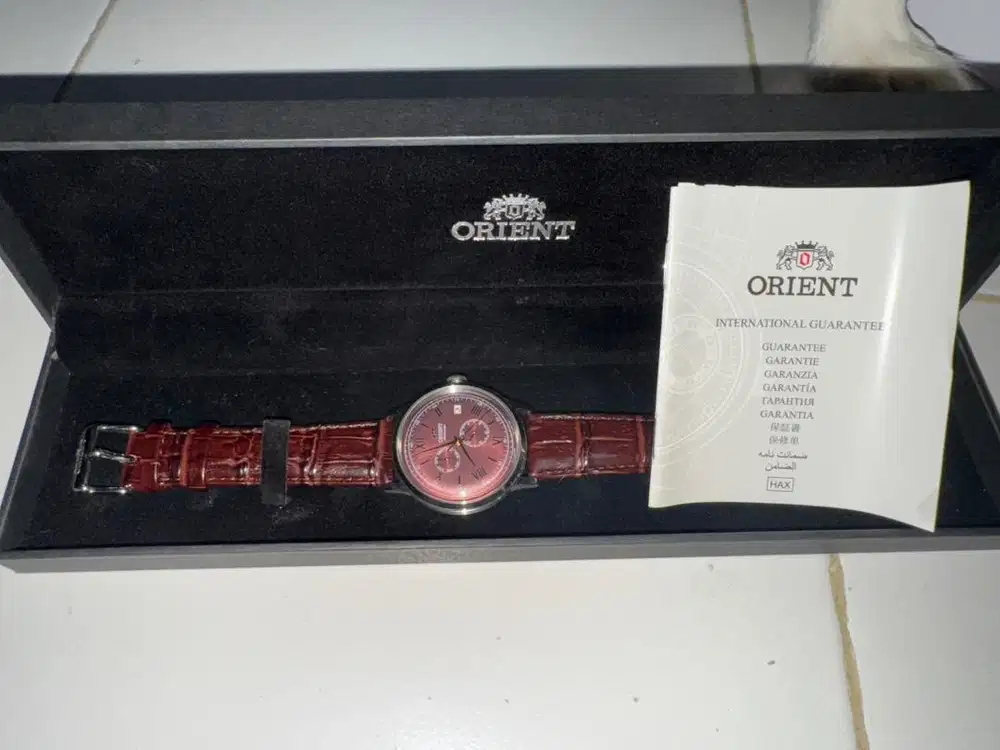 ORIENT
ORIENT
INTERNATIONAL GUARANTEE
GUARANTEE
GARANTIE
GARANZIA
GARANTÍA
ГАРАНТИЯ
GARANTIA
保証書
保修单
ضمانت نامه
الضامن
HAX